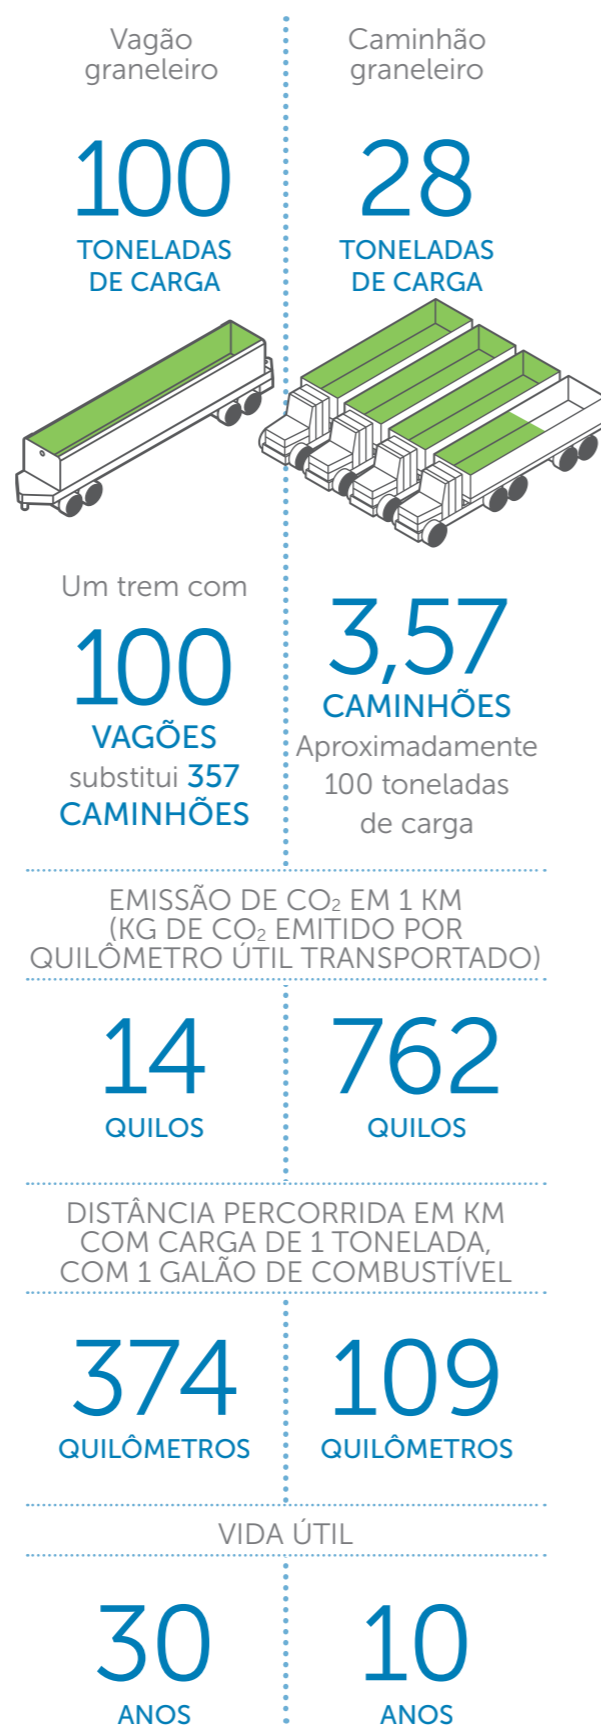 Vagão
graneleiro
100
TONELADAS
DE CARGA
Caminhão
graneleiro
28
TONELADAS
DE CARGA
Um trem com
100
VAGÕES
substitui 357
CAMINHÕES
3,57
CAMINHÕES
Aproximadamente
100 toneladas
de carga
EMISSÃO DE CO₂ EM 1 KM
(KG DE CO₂ EMITIDO POR
QUILÔMETRO ÚTIL TRANSPORTADO)
14
QUILOS
762
QUILOS
DISTÂNCIA PERCORRIDA EM KM
COM CARGA DE 1 TONELADA,
COM 1 GALÃO DE COMBUSTÍVEL
374
QUILÔMETROS
109
QUILÔMETROS
VIDA ÚTIL
30
ANOS
10
ANOS